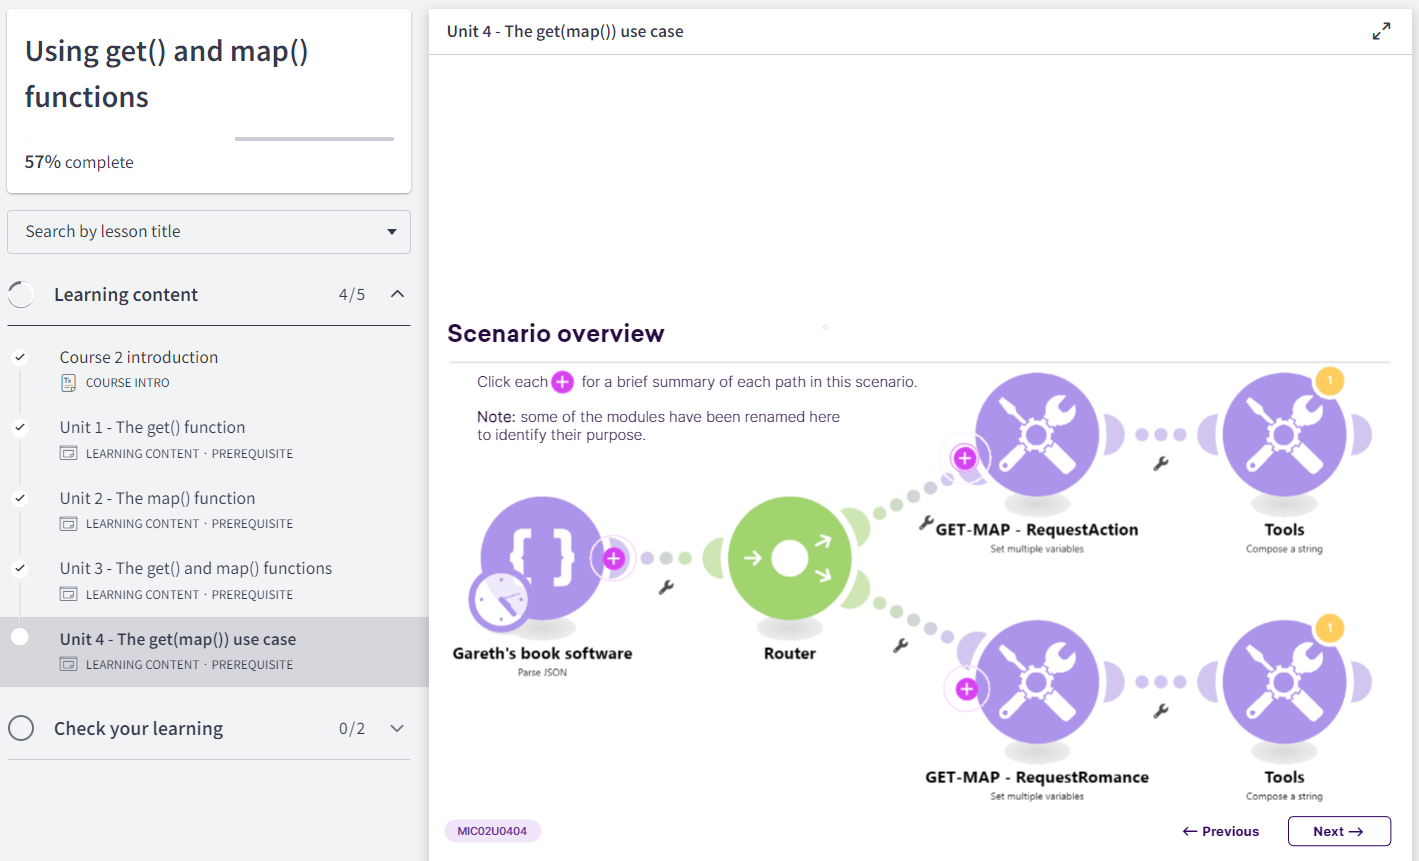 Using get() and map()
functions
57% complete
Search by lesson title
Learning content 4/5
Course 2 introduction
Tx
COURSE INTRO
Unit 1 - The get() function
LEARNING CONTENT · PREREQUISITE
Unit 2 - The map() function
LEARNING CONTENT · PREREQUISITE
Unit 3 - The get() and map() functions
LEARNING CONTENT · PREREQUISITE
Unit 4 - The get(map()) use case
LEARNING CONTENT · PREREQUISITE
Check your learning 0/2
Unit 4 - The get(map()) use case
Scenario overview
Click each + for a brief summary of each path in this scenario.
Note: some of the modules have been renamed here
to identify their purpose.
1
GET-MAP - RequestAction
Set multiple variables
Tools
Compose a string
{ }
Gareth's book software
Parse JSON
Router
1
GET-MAP - RequestRomance
Set multiple variables
Tools
Compose a string
MIC02U0404
← Previous
Next →